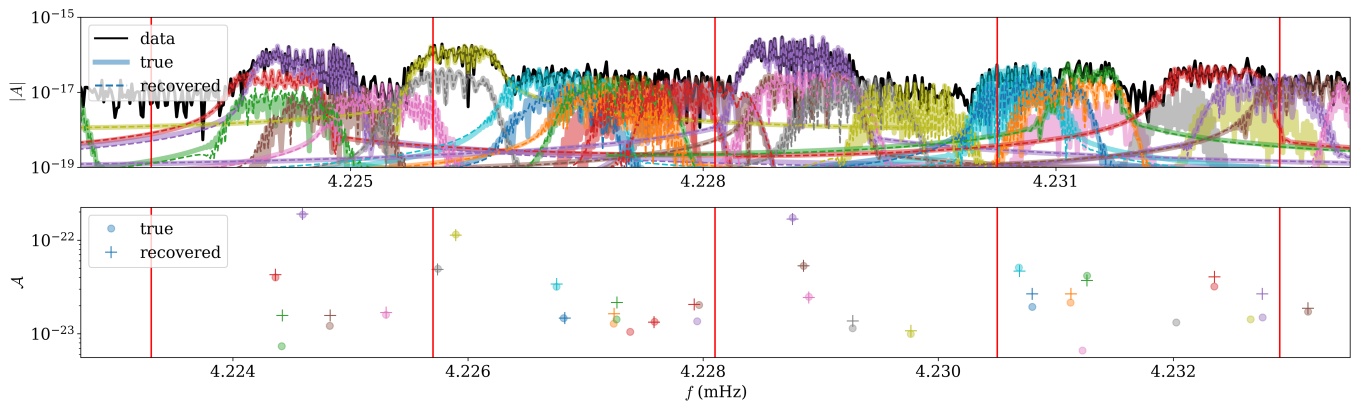 10⁻¹⁵
10⁻¹⁷
10⁻¹⁹
|A|
data
true
recovered
4.225
4.228
4.231
10⁻²²
10⁻²³
𝒜
true
recovered
4.224
4.226
4.228
4.230
4.232
f (mHz)